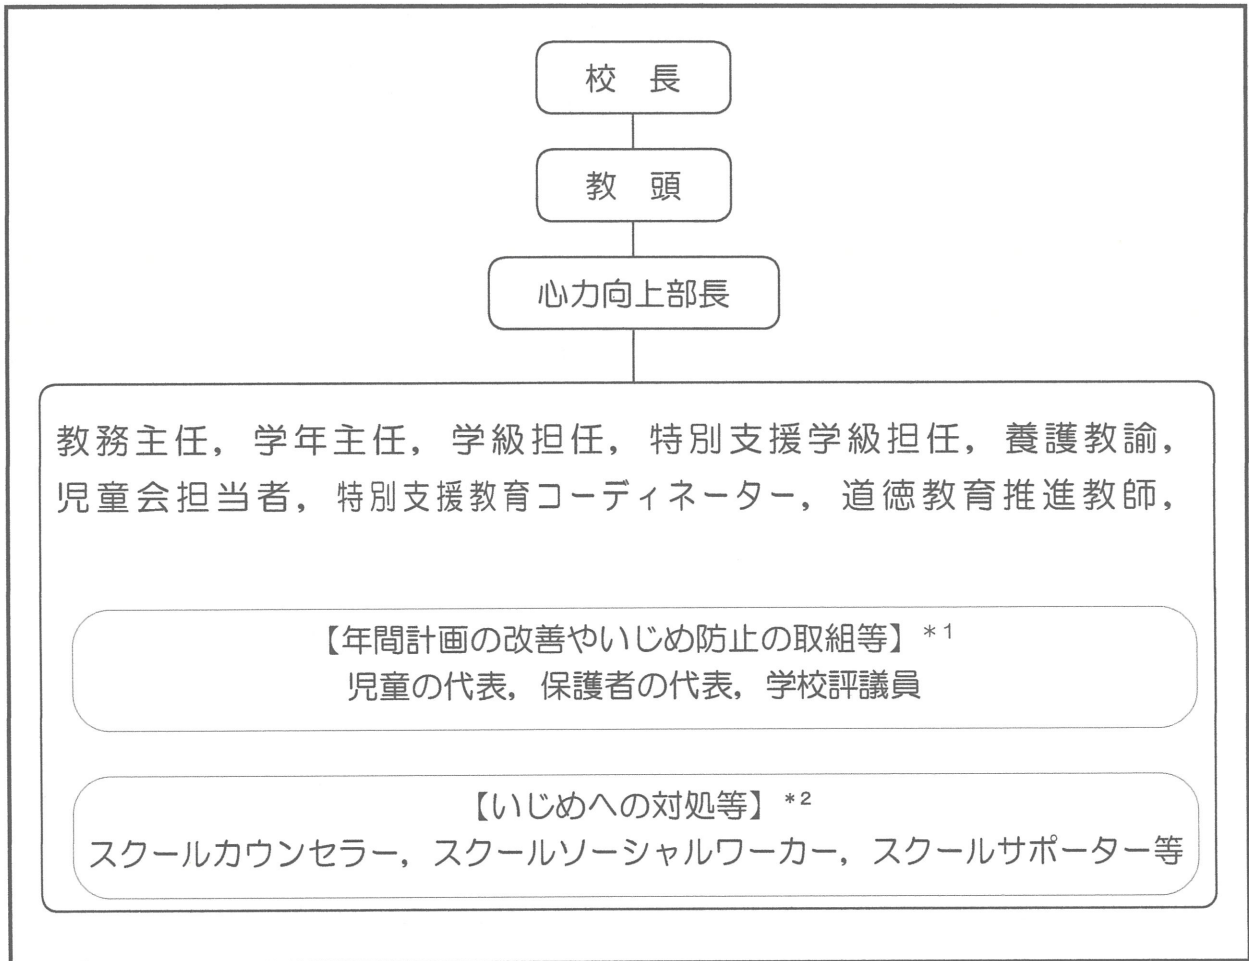 校　長
教　頭
心力向上部長
教務主任，学年主任，学級担任，特別支援学級担任，養護教諭，
児童会担当者，特別支援教育コーディネーター，道徳教育推進教師，
【年間計画の改善やいじめ防止の取組等】*1
児童の代表，保護者の代表，学校評議員
【いじめへの対処等】*2
スクールカウンセラー，スクールソーシャルワーカー，スクールサポーター等